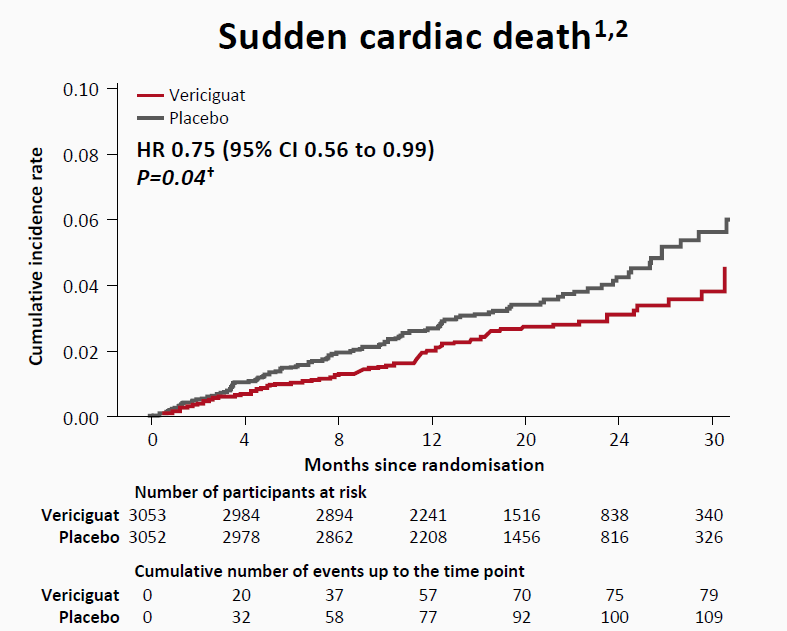 Sudden cardiac death1,2
Vericiguat
Placebo
HR 0.75 (95% CI 0.56 to 0.99)
P=0.04†
Cumulative incidence rate
0.10
0.08
0.06
0.04
0.02
0.00
0 4 8 12 20 24 30
Months since randomisation
Number of participants at risk
Vericiguat 3053 2984 2894 2241 1516 838 340
Placebo 3052 2978 2862 2208 1456 816 326
Cumulative number of events up to the time point
Vericiguat 0 20 37 57 70 75 79
Placebo 0 32 58 77 92 100 109